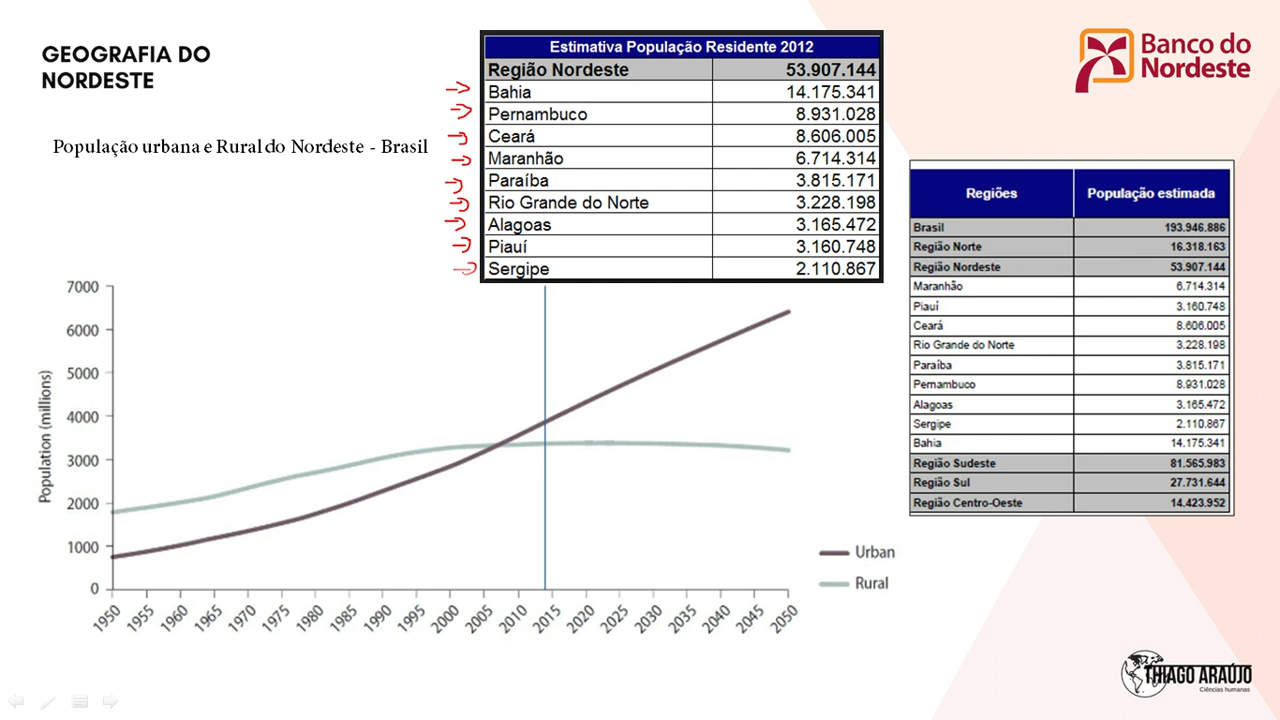 GEOGRAFIA DO
NORDESTE
População urbana e Rural do Nordeste - Brasil
Estimativa População Residente 2012
Região Nordeste 53.907.144
Bahia 14.175.341
Pernambuco 8.931.028
Ceará 8.606.005
Maranhão 6.714.314
Paraíba 3.815.171
Rio Grande do Norte 3.228.198
Alagoas 3.165.472
Piauí 3.160.748
Sergipe 2.110.867
Banco do
Nordeste
Regiões População estimada
Brasil 193.946.886
Região Norte 16.318.163
Região Nordeste 53.907.144
Maranhão 6.714.314
Piauí 3.160.748
Ceará 8.606.005
Rio Grande do Norte 3.228.198
Paraíba 3.815.171
Pernambuco 8.931.028
Alagoas 3.165.472
Sergipe 2.110.867
Bahia 14.175.341
Região Sudeste 81.565.983
Região Sul 27.731.644
Região Centro-Oeste 14.423.952
Population (millions)
7000
6000
5000
4000
3000
2000
1000
0
1950 1955 1960 1965 1970 1975 1980 1985 1990 1995 2000 2005 2010 2015 2020 2025 2030 2035 2040 2045 2050
Urban
Rural
THIAGO ARAÚJO
Ciências humanas